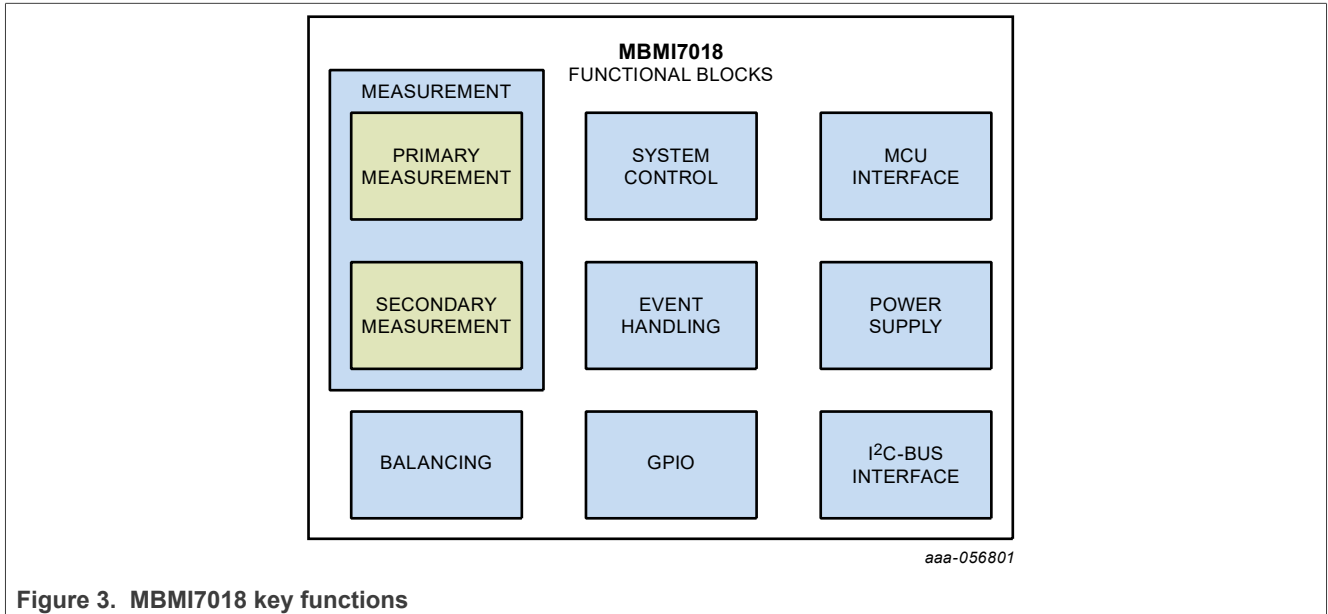 MBMI7018
FUNCTIONAL BLOCKS
MEASUREMENT
PRIMARY
MEASUREMENT
SYSTEM
CONTROL
MCU
INTERFACE
SECONDARY
MEASUREMENT
EVENT
HANDLING
POWER
SUPPLY
BALANCING
GPIO
I2C-BUS
INTERFACE
aaa-056801
Figure 3. MBMI7018 key functions